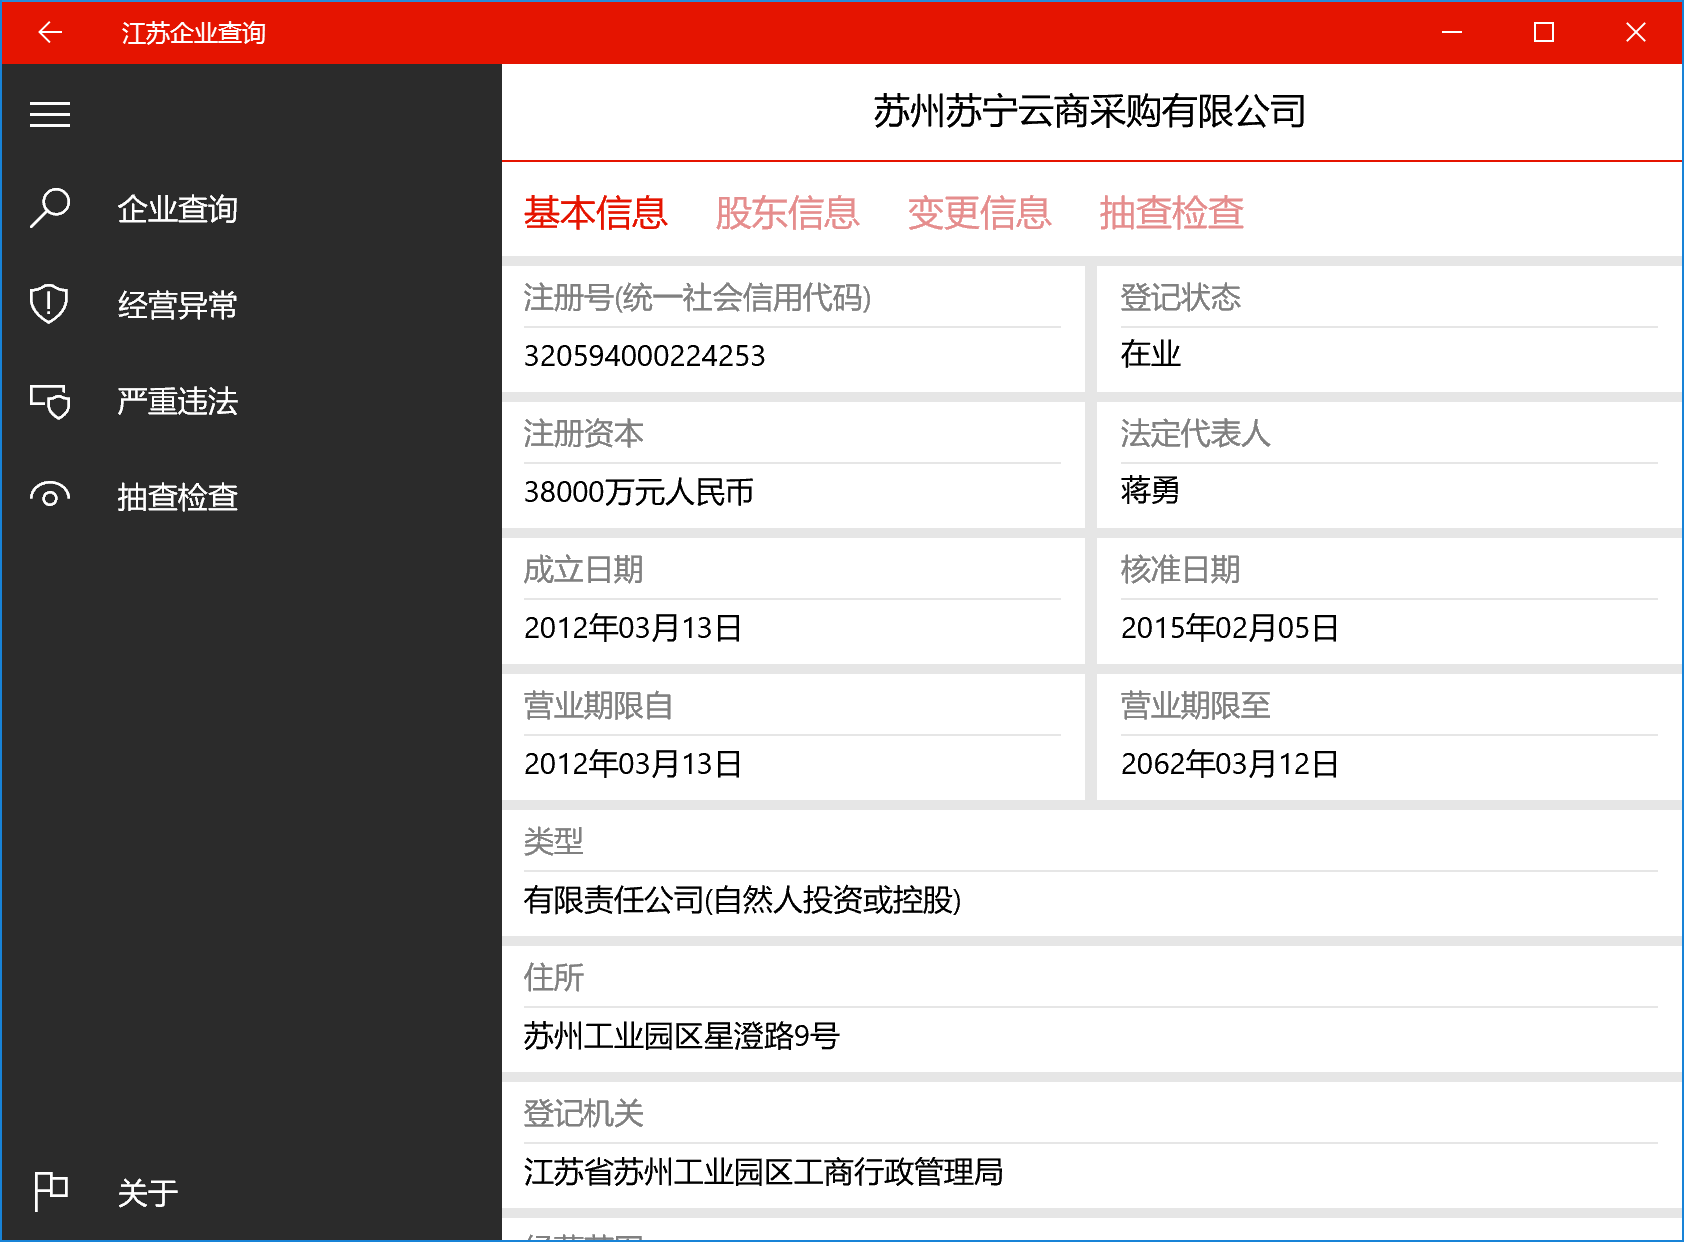 江苏企业查询
企业查询
经营异常
严重违法
抽查检查
关于
苏州苏宁云商采购有限公司
基本信息 股东信息 变更信息 抽查检查
注册号(统一社会信用代码)
320594000224253
登记状态
在业
注册资本
38000万元人民币
法定代表人
蒋勇
成立日期
2012年03月13日
核准日期
2015年02月05日
营业期限自
2012年03月13日
营业期限至
2062年03月12日
类型
有限责任公司(自然人投资或控股)
住所
苏州工业园区星澄路9号
登记机关
江苏省苏州工业园区工商行政管理局